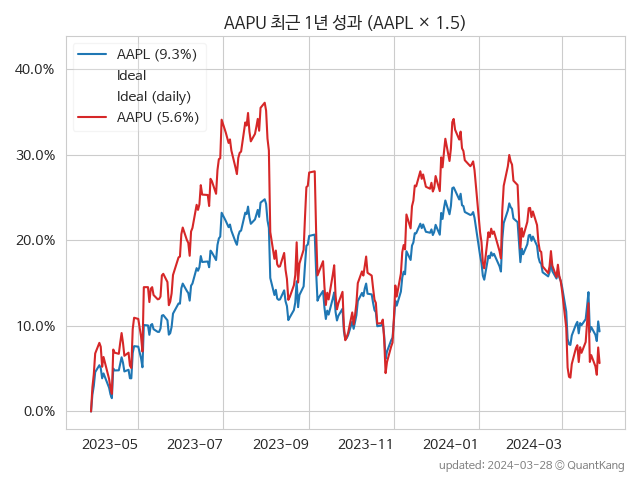 AAPU 최근 1년 성과 (AAPL × 1.5)
AAPL (9.3%)
Ideal
Ideal (daily)
AAPU (5.6%)
40.0%
30.0%
20.0%
10.0%
0.0%
2023-05 2023-07 2023-09 2023-11 2024-01 2024-03
updated: 2024-03-28 © QuantKang